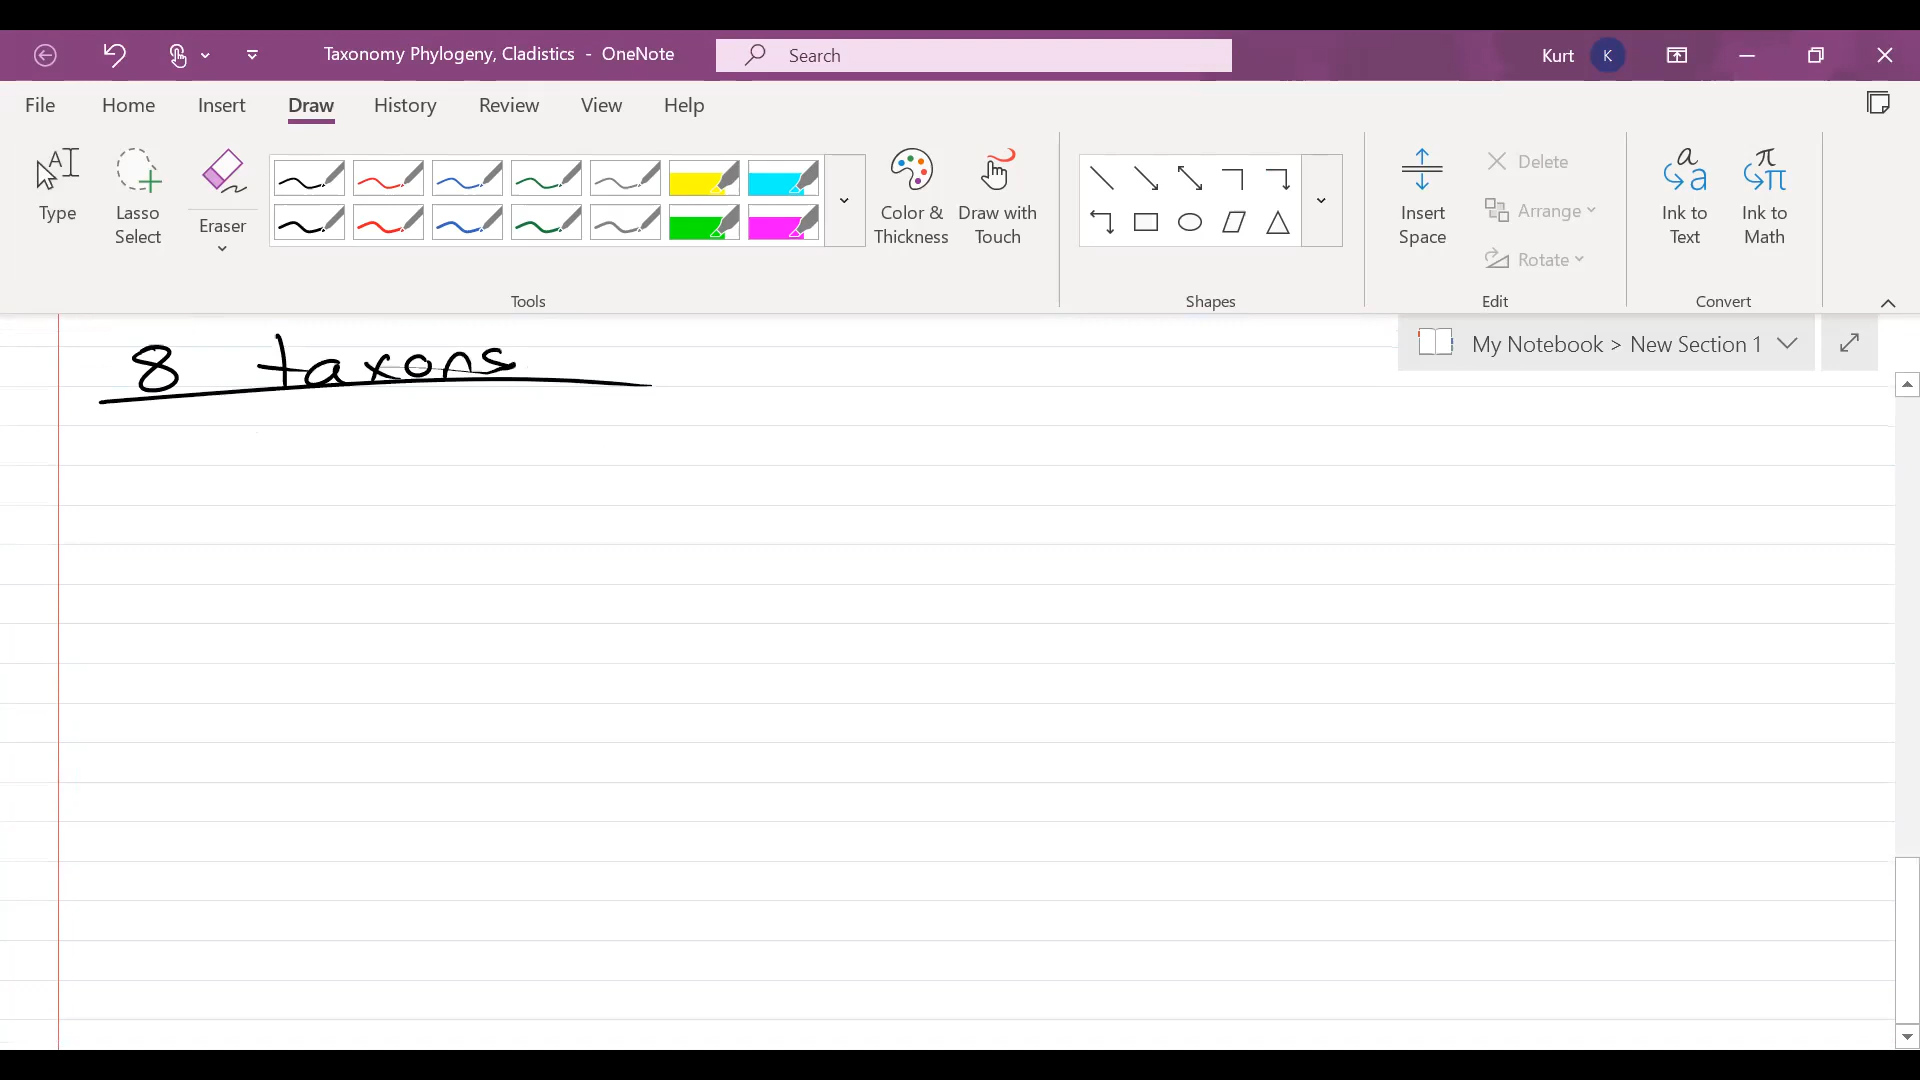 Taxonomy Phylogeny, Cladistics - OneNote
Search
Kurt
K
File Home Insert Draw History Review View Help
Type
Lasso Select
Eraser
Color & Thickness
Draw with Touch
Tools
Shapes
Insert Space
Delete
Arrange
Rotate
Edit
Ink to Text
Ink to Math
Convert
My Notebook > New Section 1
8 taxons